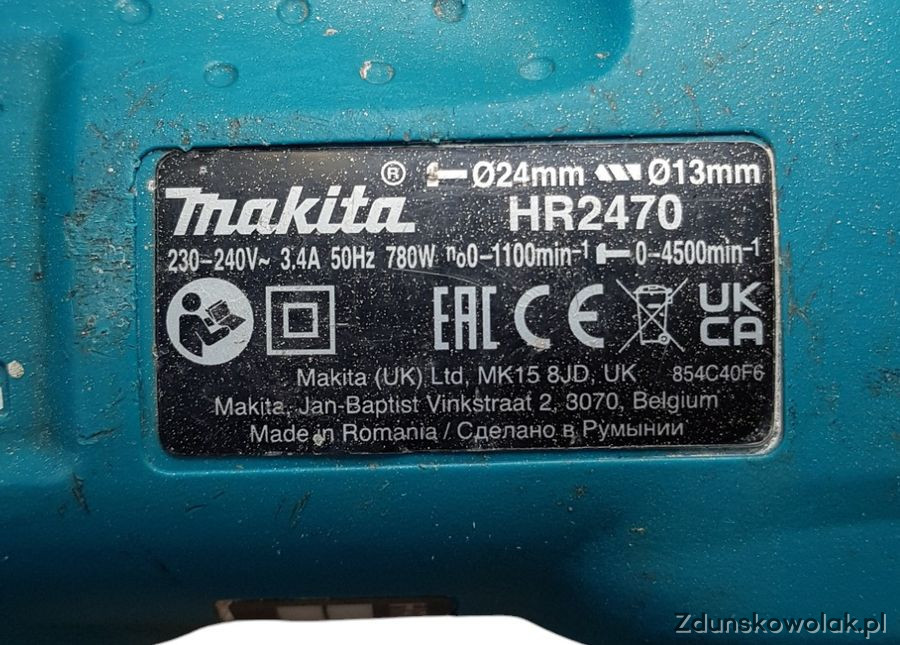 ® Ø24mm Ø13mm
makita HR2470
230-240V~ 3,4A 50Hz 780W n₀0-1100min⁻¹ 0-4500min⁻¹
EAC CE UK CA
Makita (UK) Ltd, MK15 8JD, UK 854C40F6
Makita, Jan-Baptist Vinkstraat 2, 3070, Belgium
Made in Romania / Сделано в Румынии
Zdunskowolak.pl